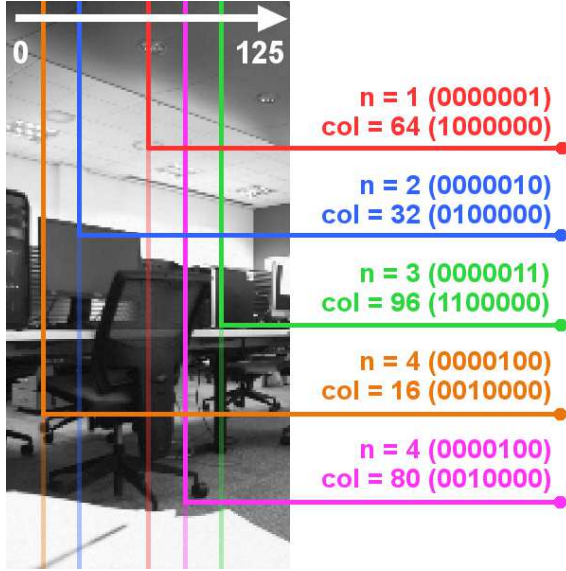 0 125
n = 1 (0000001)
col = 64 (1000000)
n = 2 (0000010)
col = 32 (0100000)
n = 3 (0000011)
col = 96 (1100000)
n = 4 (0000100)
col = 16 (0010000)
n = 4 (0000100)
col = 80 (0010000)